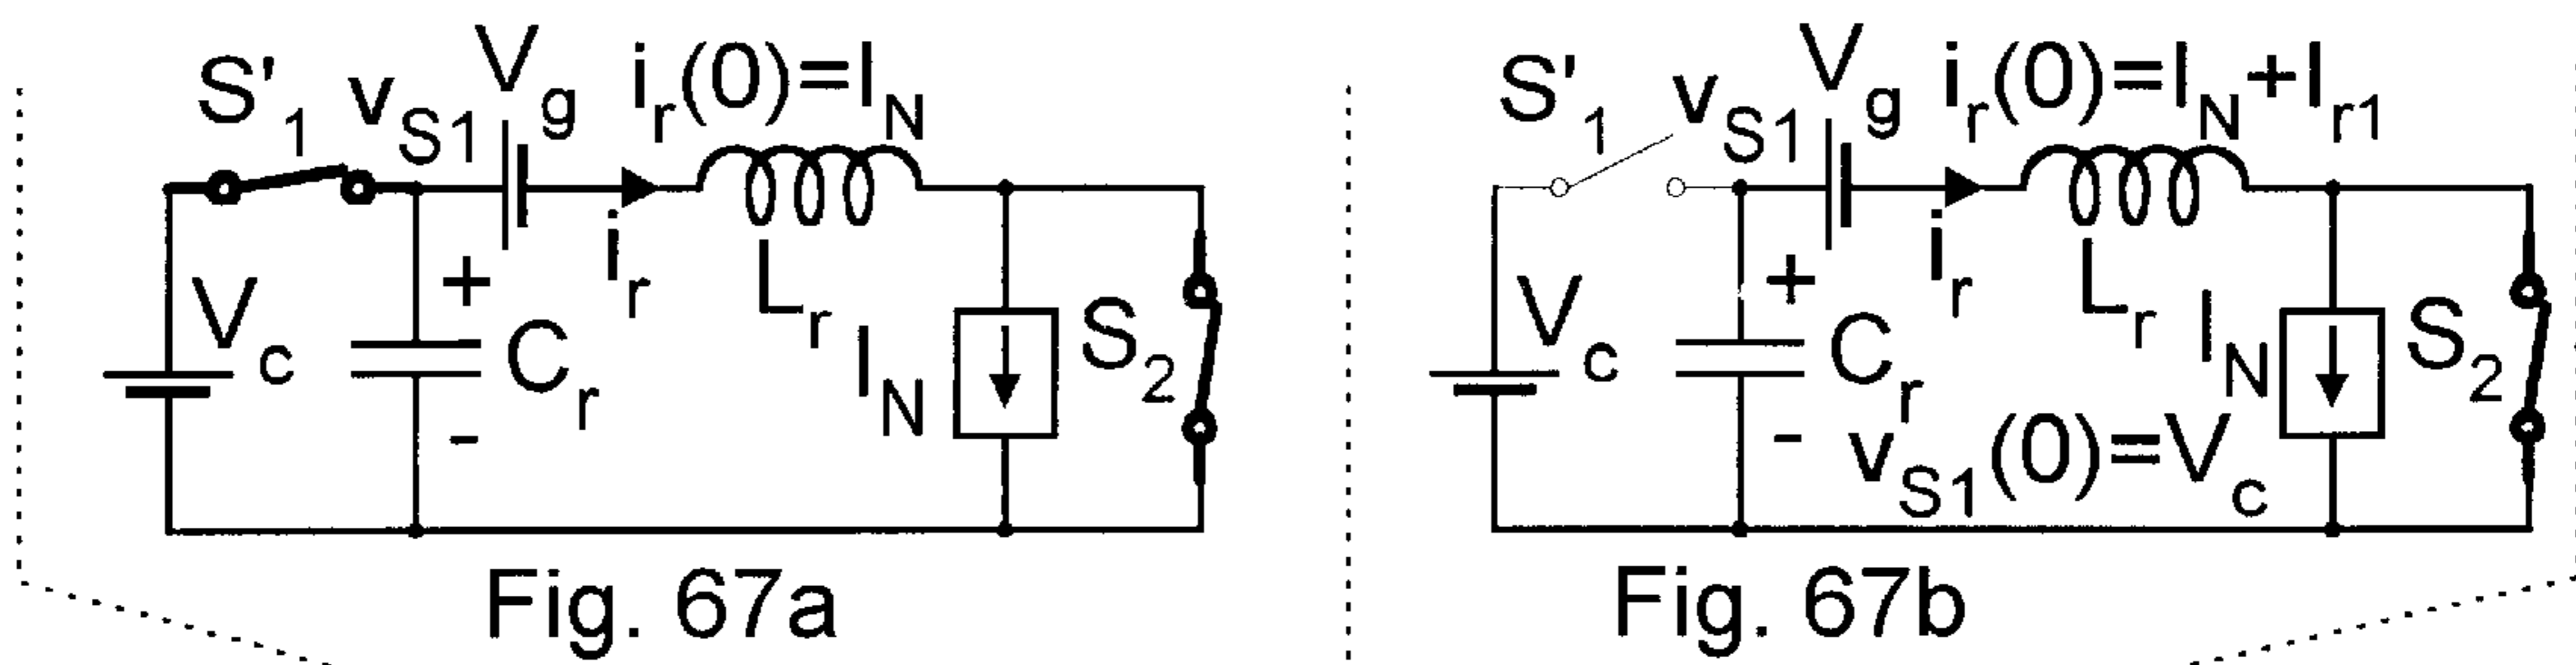 S'1 vS1 Vg ir(0)=IN
Vc + - Cr ir Lr IN S2
Fig. 67a
S'1 vS1 Vg ir(0)=IN+Ir1
Vc + - Cr ir Lr IN S2
vS1(0)=Vc
Fig. 67b